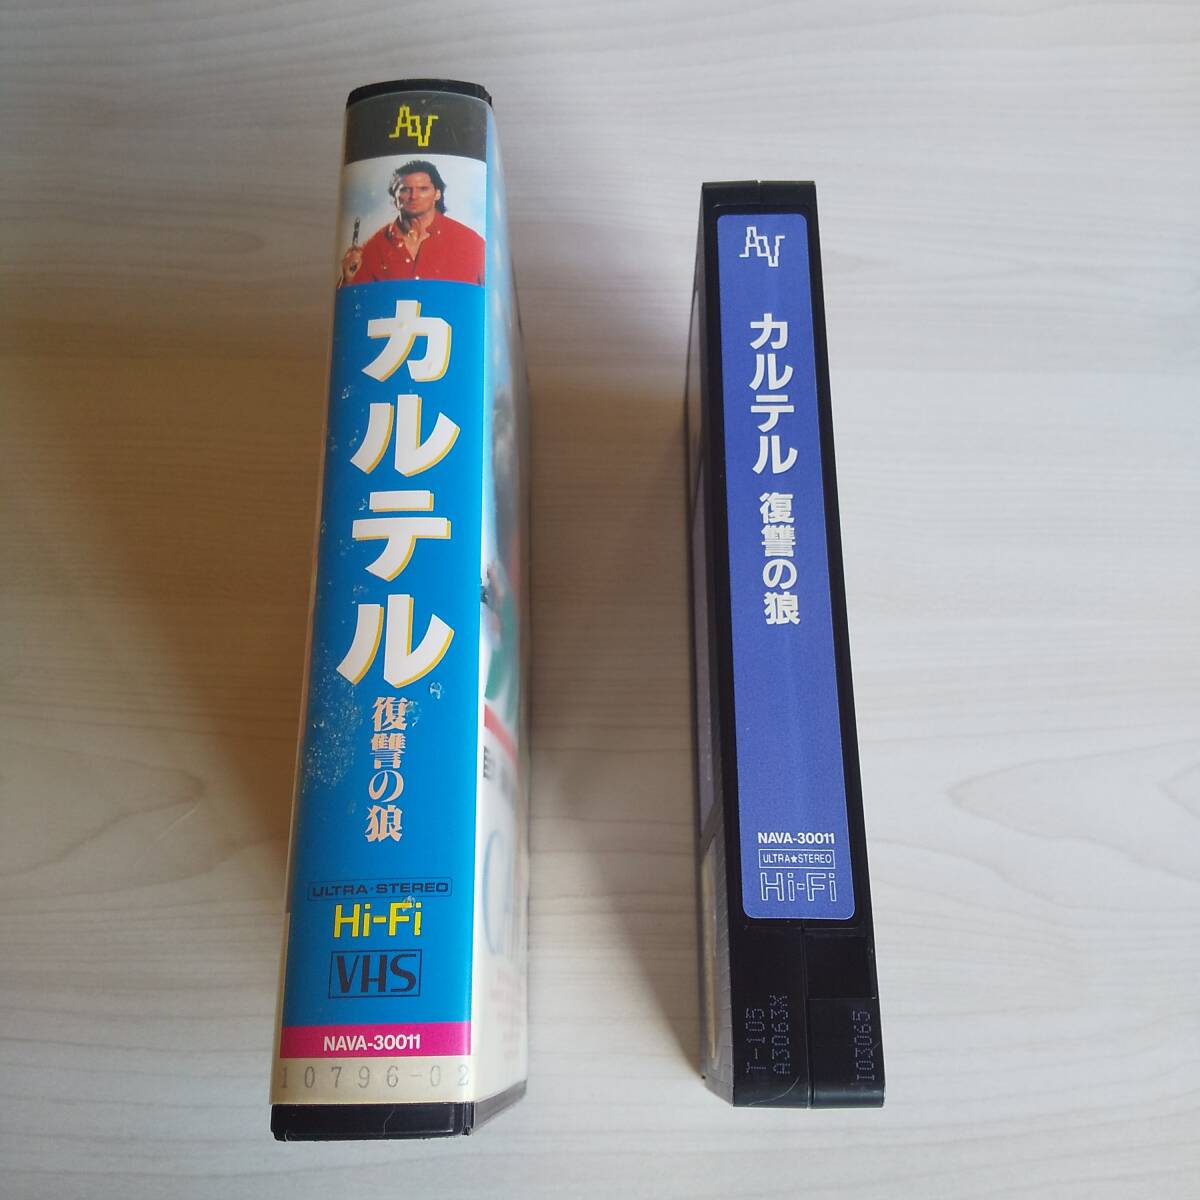 AV
カルテル
復讐の狼
ULTRA・STEREO
Hi-Fi
VHS
NAVA-30011
10796-02
AV
カルテル 復讐の狼
NAVA-30011
ULTRA★STEREO
Hi-Fi
T-105
A3063X
I03065